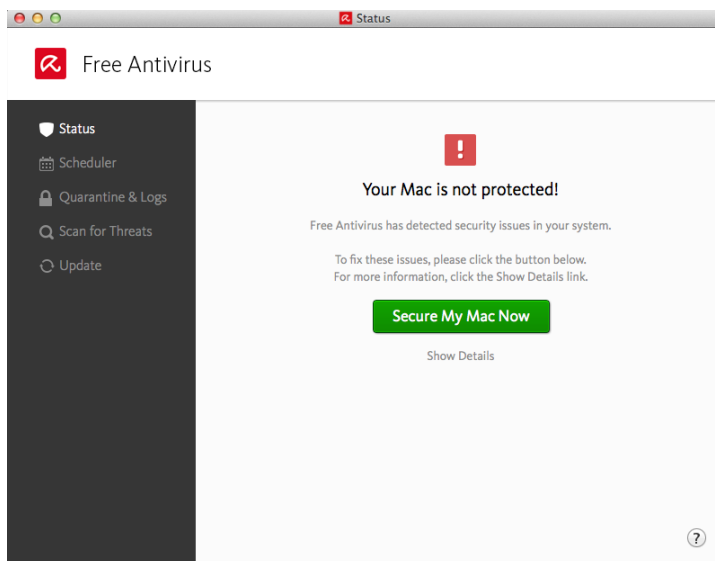 Status
Free Antivirus
Status
Scheduler
Quarantine & Logs
Scan for Threats
Update
!
Your Mac is not protected!
Free Antivirus has detected security issues in your system.
To fix these issues, please click the button below.
For more information, click the Show Details link.
Secure My Mac Now
Show Details
?